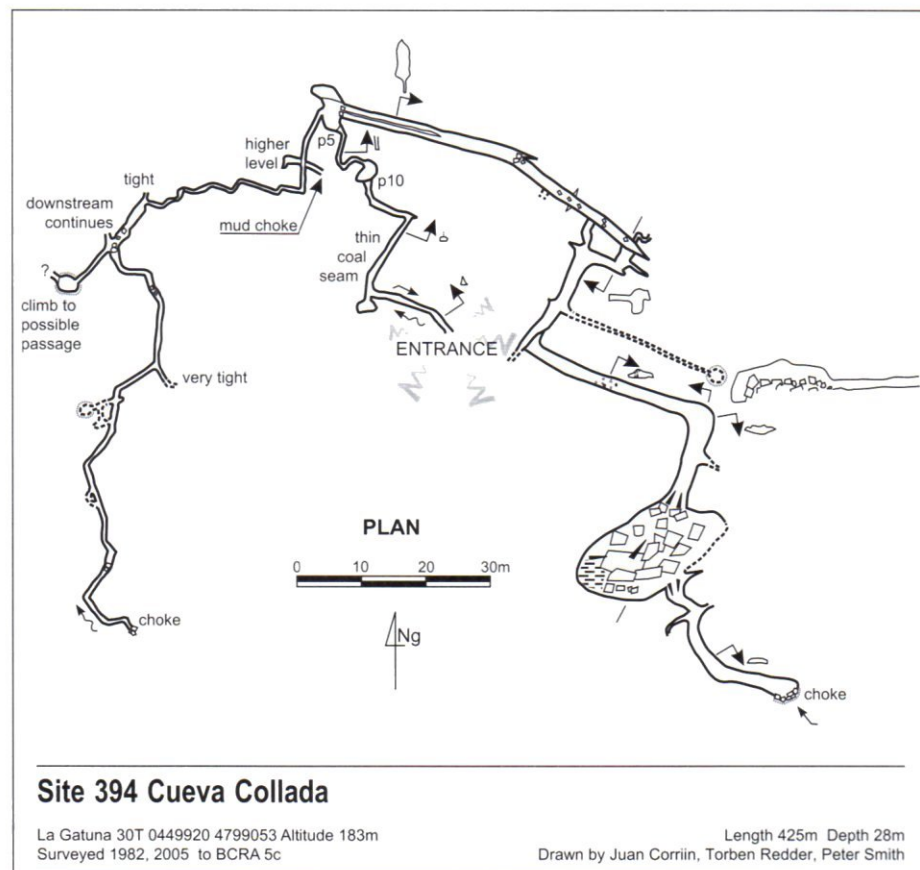 p5
higher
level
p10
tight
downstream
continues
mud choke
thin
coal
seam
?
climb to
possible
passage
ENTRANCE
very tight
PLAN
0 10 20 30m
Ng
choke
choke
Site 394 Cueva Collada
La Gatuna 30T 0449920 4799053 Altitude 183m
Surveyed 1982, 2005 to BCRA 5c
Length 425m Depth 28m
Drawn by Juan Corriin, Torben Redder, Peter Smith